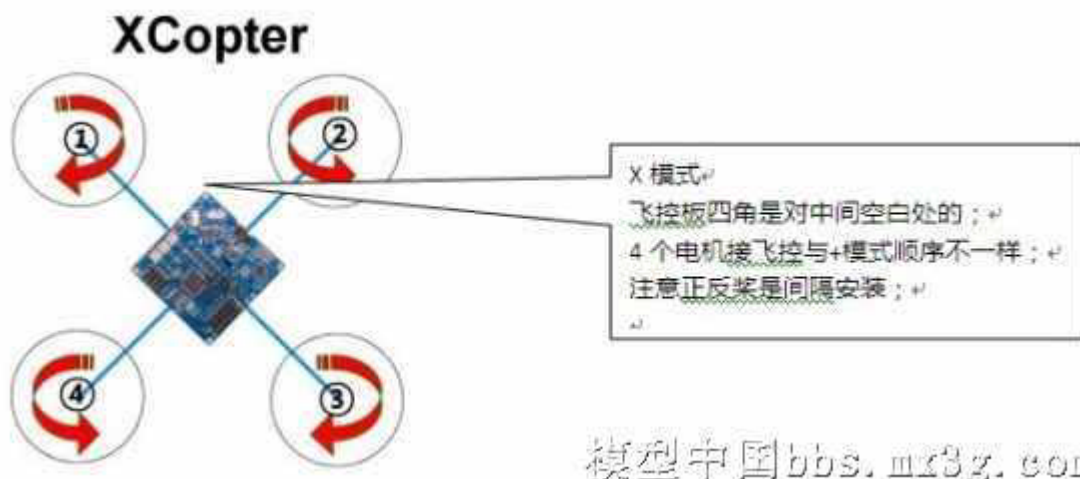 XCopter
①
②
X 模式
飞控板四角是对中间空白处的；
4 个电机接飞控与+模式顺序不一样；
注意正反桨是间隔安装；
④
③
模型中国bbs.mx3g.com